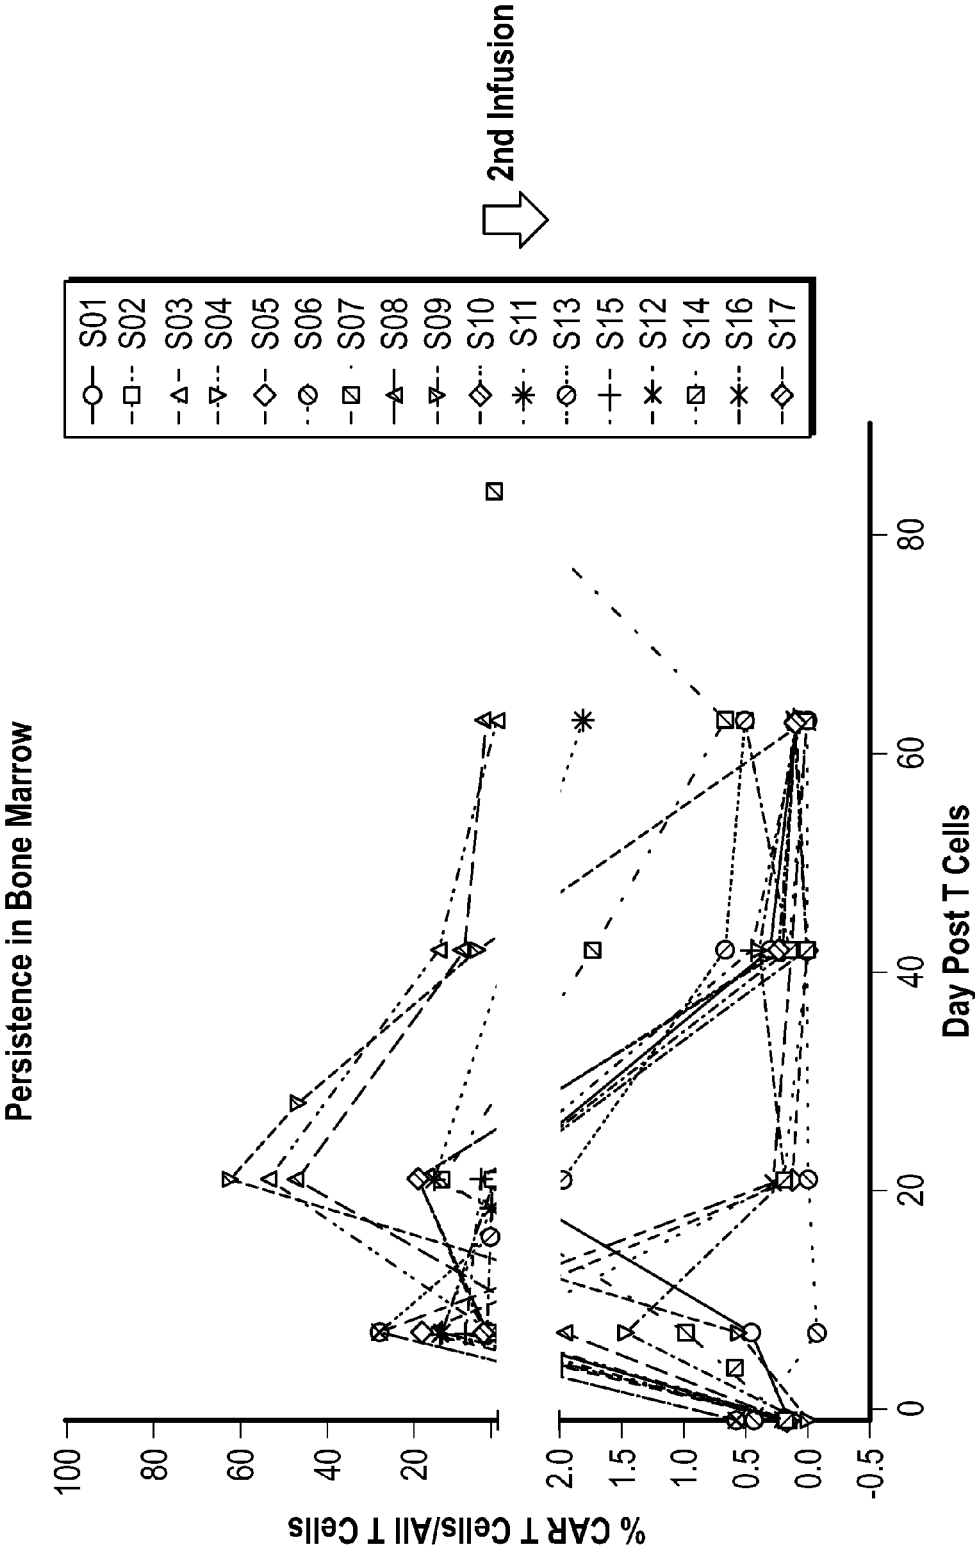 Persistence in Bone Marrow
% CAR T Cells/All T Cells
100
80
60
40
20
2.0
1.5
1.0
0.5
0.0
-0.5
0
20
40
60
80
Day Post T Cells
S01
S02
S03
S04
S05
S06
S07
S08
S09
S10
S11
S13
S15
S12
S14
S16
S17
2nd Infusion